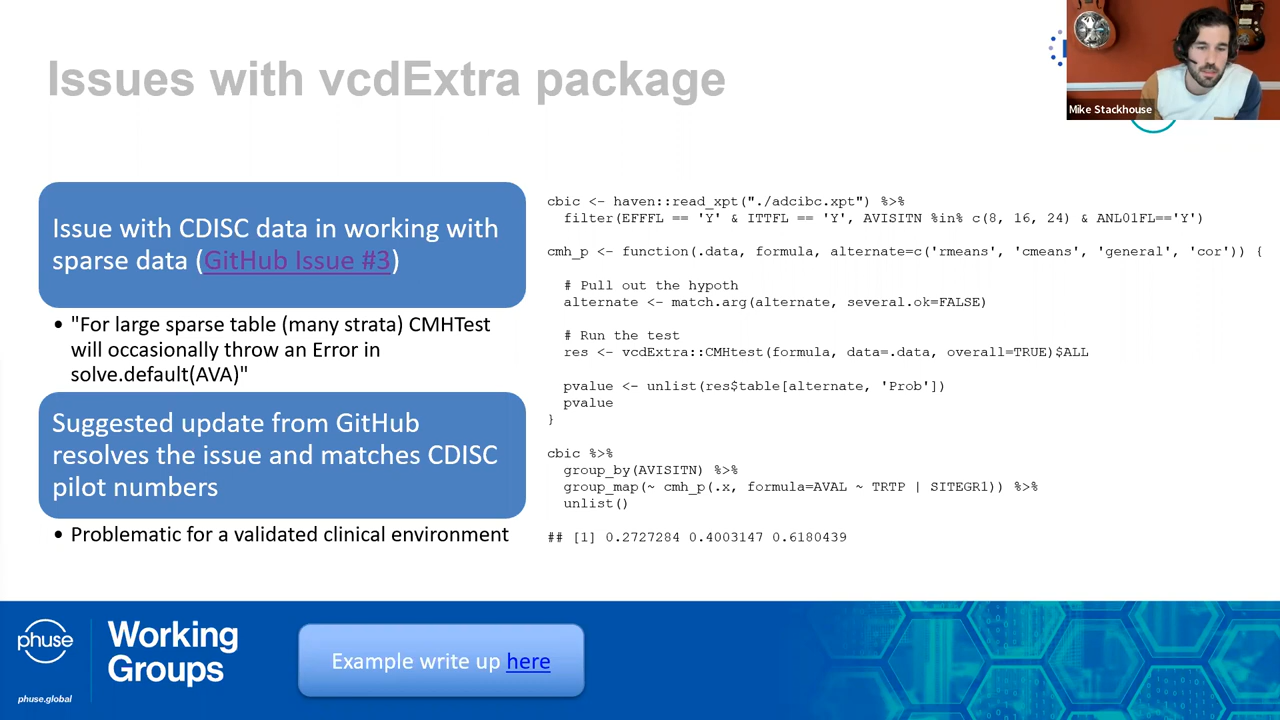 Issues with vcdExtra package
Mike Stackhouse
Issue with CDISC data in working with
sparse data (GitHub Issue #3)
• "For large sparse table (many strata) CMHTest
will occasionally throw an Error in
solve.default(AVA)"
Suggested update from GitHub
resolves the issue and matches CDISC
pilot numbers
• Problematic for a validated clinical environment
cbic <- haven::read_xpt("./adcibc.xpt") %>%
  filter(EFFFL == 'Y' & ITTFL == 'Y', AVISITN %in% c(8, 16, 24) & ANL01FL=='Y')
cmh_p <- function(.data, formula, alternate=c('rmeans', 'cmeans', 'general', 'cor')) {
  # Pull out the hypoth
  alternate <- match.arg(alternate, several.ok=FALSE)
  # Run the test
  res <- vcdExtra::CMHtest(formula, data=.data, overall=TRUE)$ALL
  pvalue <- unlist(res$table[alternate, 'Prob'])
  pvalue
}
cbic %>%
  group_by(AVISITN) %>%
  group_map(~ cmh_p(.x, formula=AVAL ~ TRTP | SITEGR1)) %>%
  unlist()
## [1] 0.2727284 0.4003147 0.6180439
phuse
phuse.global
Working
Groups
Example write up here